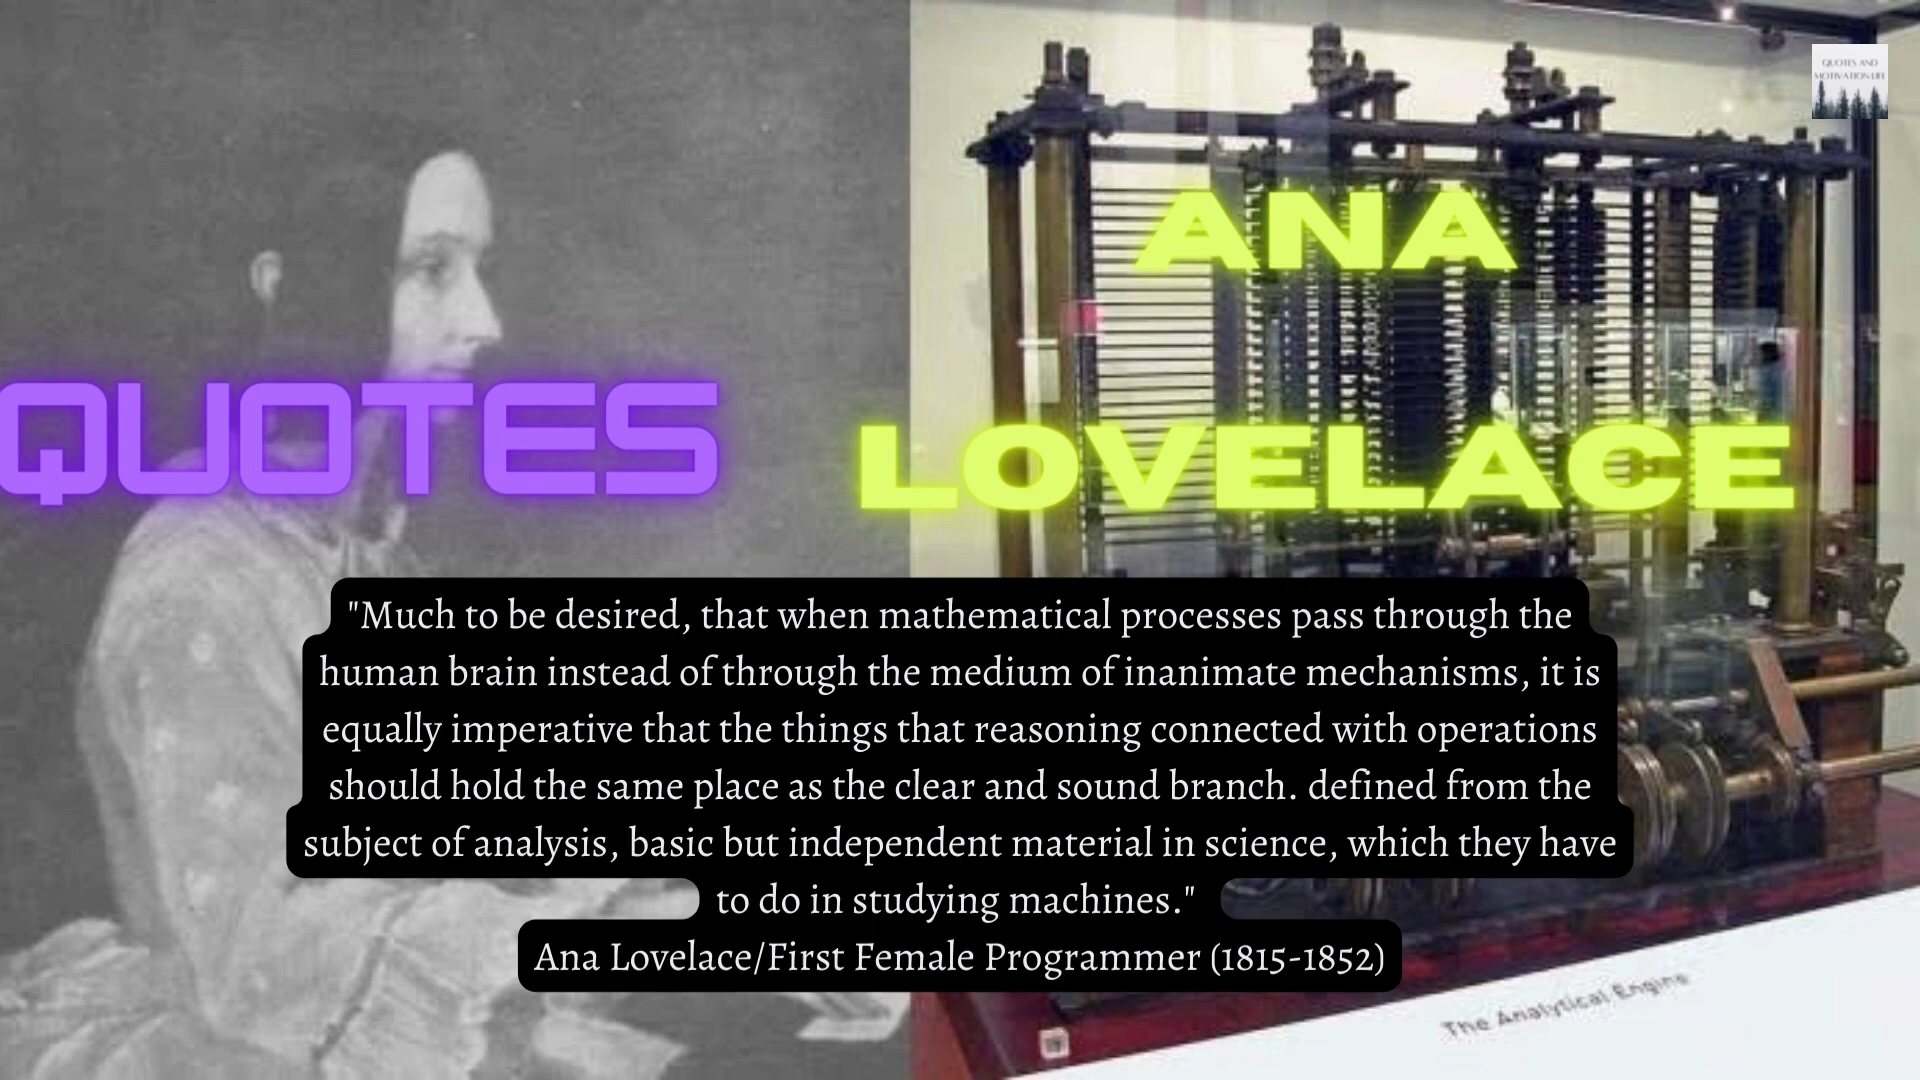 QUOTES AND
MOTIVATION LIFE
ANA
QUOTES
LOVELACE
"Much to be desired, that when mathematical processes pass through the
human brain instead of through the medium of inanimate mechanisms, it is
equally imperative that the things that reasoning connected with operations
should hold the same place as the clear and sound branch. defined from the
subject of analysis, basic but independent material in science, which they have
to do in studying machines."
Ana Lovelace/First Female Programmer (1815-1852)
The Analytical Engine